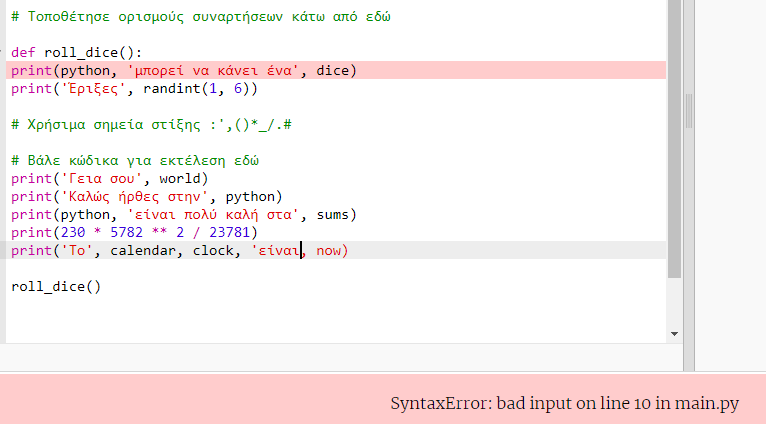 # Τοποθέτησε ορισμούς συναρτήσεων κάτω από εδώ
def roll_dice():
print(python, 'μπορεί να κάνει ένα', dice)
print('Έριξες', randint(1, 6))
# Χρήσιμα σημεία στίξης :',()*_/.#
# Βάλε κώδικα για εκτέλεση εδώ
print('Γεια σου', world)
print('Καλώς ήρθες στην', python)
print(python, 'είναι πολύ καλή στα', sums)
print(230 * 5782 ** 2 / 23781)
print('Το', calendar, clock, 'είναι, now)
roll_dice()
SyntaxError: bad input on line 10 in main.py